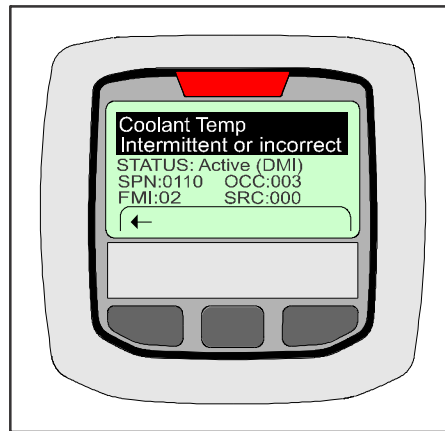 Coolant Temp
Intermittent or incorrect
STATUS: Active (DMI)
SPN:0110 OCC:003
FMI:02 SRC:000